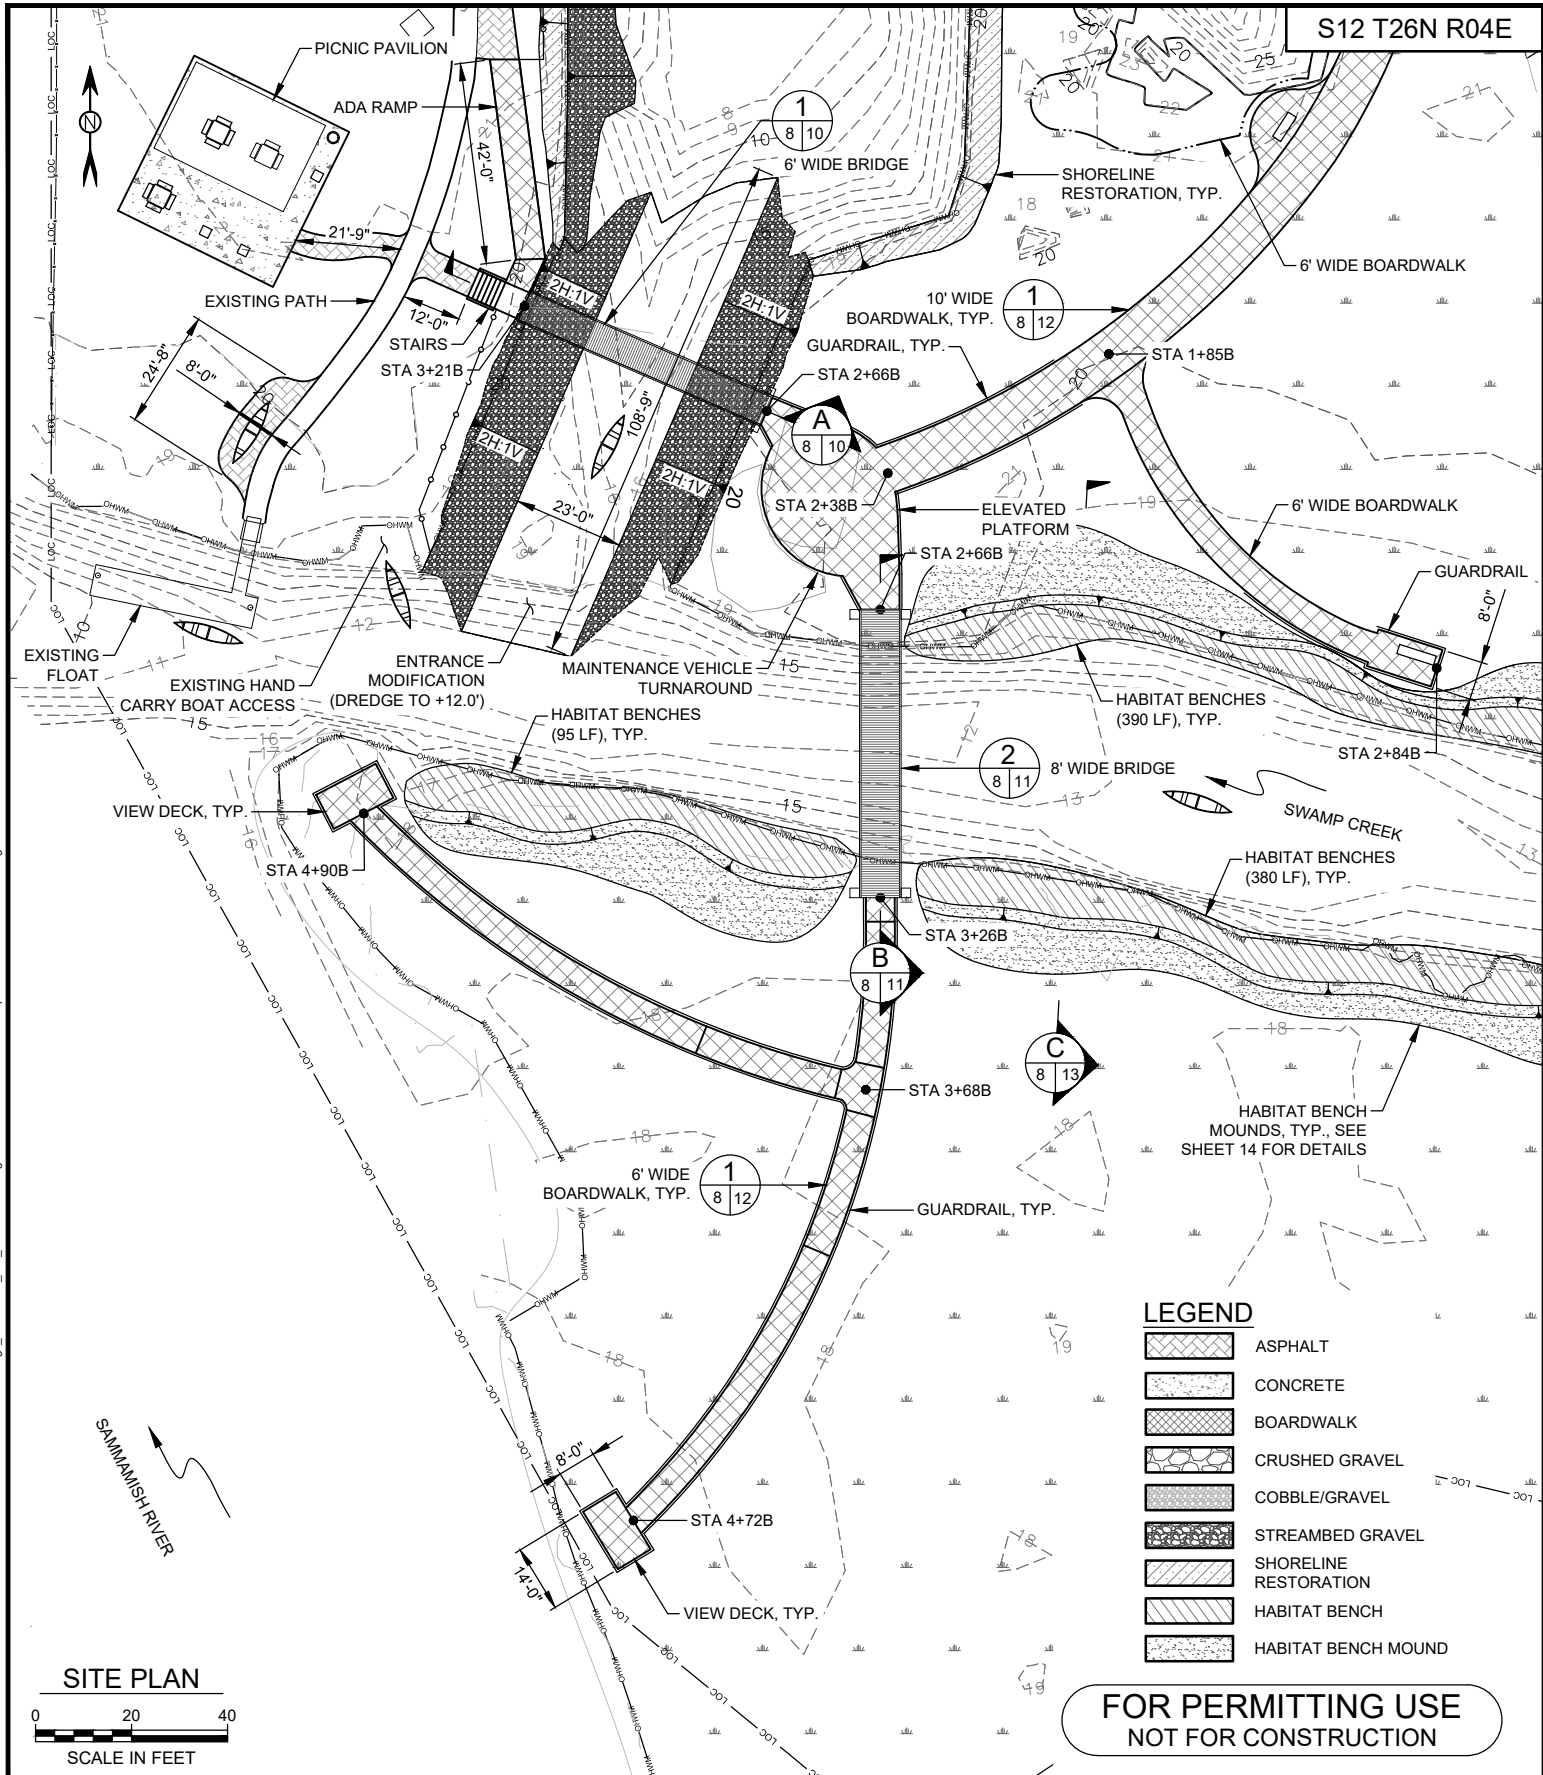 S12 T26N R04E
PICNIC PAVILION
ADA RAMP
42'-0"
1
8 10
6' WIDE BRIDGE
SHORELINE
RESTORATION, TYP.
6' WIDE BOARDWALK
21'-9"
EXISTING PATH
12'-0"
STAIRS
STA 3+21B
24'-8"
8'-0"
2H:1V
2H:1V
2H:1V
2H:1V
108'-9"
23'-0"
10' WIDE
BOARDWALK, TYP.
1
8 12
GUARDRAIL, TYP.
STA 1+85B
STA 2+66B
A
8 10
STA 2+38B
ELEVATED
PLATFORM
STA 2+66B
6' WIDE BOARDWALK
GUARDRAIL
8'-0"
EXISTING
FLOAT
EXISTING HAND
CARRY BOAT ACCESS
ENTRANCE
MODIFICATION
(DREDGE TO +12.0')
MAINTENANCE VEHICLE
TURNAROUND
HABITAT BENCHES
(95 LF), TYP.
HABITAT BENCHES
(390 LF), TYP.
STA 2+84B
2
8 11
8' WIDE BRIDGE
SWAMP CREEK
VIEW DECK, TYP.
STA 4+90B
HABITAT BENCHES
(380 LF), TYP.
STA 3+26B
B
8 11
C
8 13
STA 3+68B
HABITAT BENCH
MOUNDS, TYP., SEE
SHEET 14 FOR DETAILS
6' WIDE
BOARDWALK, TYP.
1
8 12
GUARDRAIL, TYP.
SAMMAMISH RIVER
8'-0"
STA 4+72B
14'-0"
VIEW DECK, TYP.
LEGEND
ASPHALT
CONCRETE
BOARDWALK
CRUSHED GRAVEL
COBBLE/GRAVEL
STREAMBED GRAVEL
SHORELINE
RESTORATION
HABITAT BENCH
HABITAT BENCH MOUND
SITE PLAN
0 20 40
SCALE IN FEET
FOR PERMITTING USE
NOT FOR CONSTRUCTION